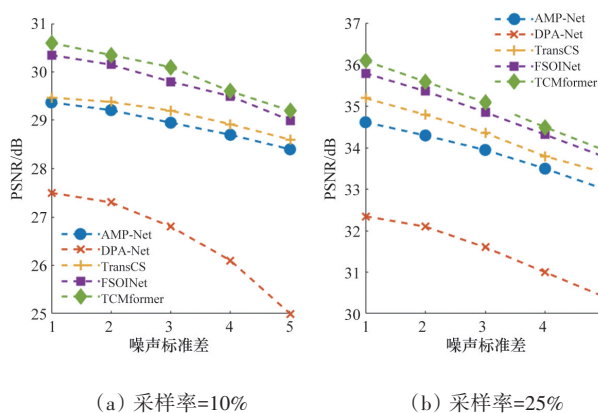 31
30
29
28
27
26
25
PSNR/dB
AMP-Net
DPA-Net
TransCS
FSOINet
TCMformer
1 2 3 4 5
噪声标准差
(a) 采样率=10%
37
36
35
34
33
32
31
30
PSNR/dB
AMP-Net
DPA-Net
TransCS
FSOINet
TCMformer
1 2 3 4
噪声标准差
(b) 采样率=25%